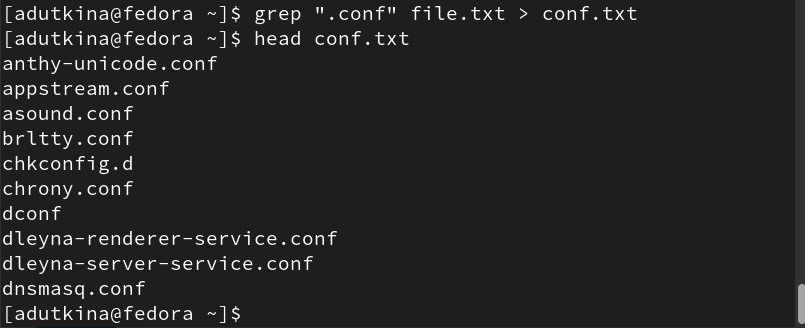 [adutkina@fedora ~]$ grep ".conf" file.txt > conf.txt
[adutkina@fedora ~]$ head conf.txt
anthy-unicode.conf
appstream.conf
asound.conf
brltty.conf
chkconfig.d
chrony.conf
dconf
dleyna-renderer-service.conf
dleyna-server-service.conf
dnsmasq.conf
[adutkina@fedora ~]$